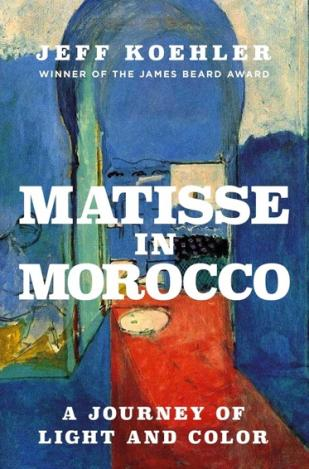 JEFF KOEHLER
WINNER OF THE JAMES BEARD AWARD
MATISSE
IN
MOROCCO
A JOURNEY OF
LIGHT AND COLOR